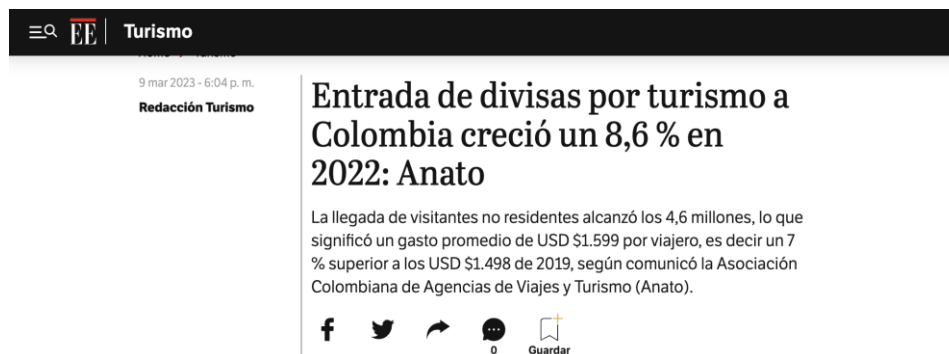 EE Turismo
9 mar 2023 - 6:04 p. m.
Redacción Turismo
Entrada de divisas por turismo a
Colombia creció un 8,6 % en
2022: Anato
La llegada de visitantes no residentes alcanzó los 4,6 millones, lo que
significó un gasto promedio de USD $1.599 por viajero, es decir un 7
% superior a los USD $1.498 de 2019, según comunicó la Asociación
Colombiana de Agencias de Viajes y Turismo (Anato).
0 Guardar